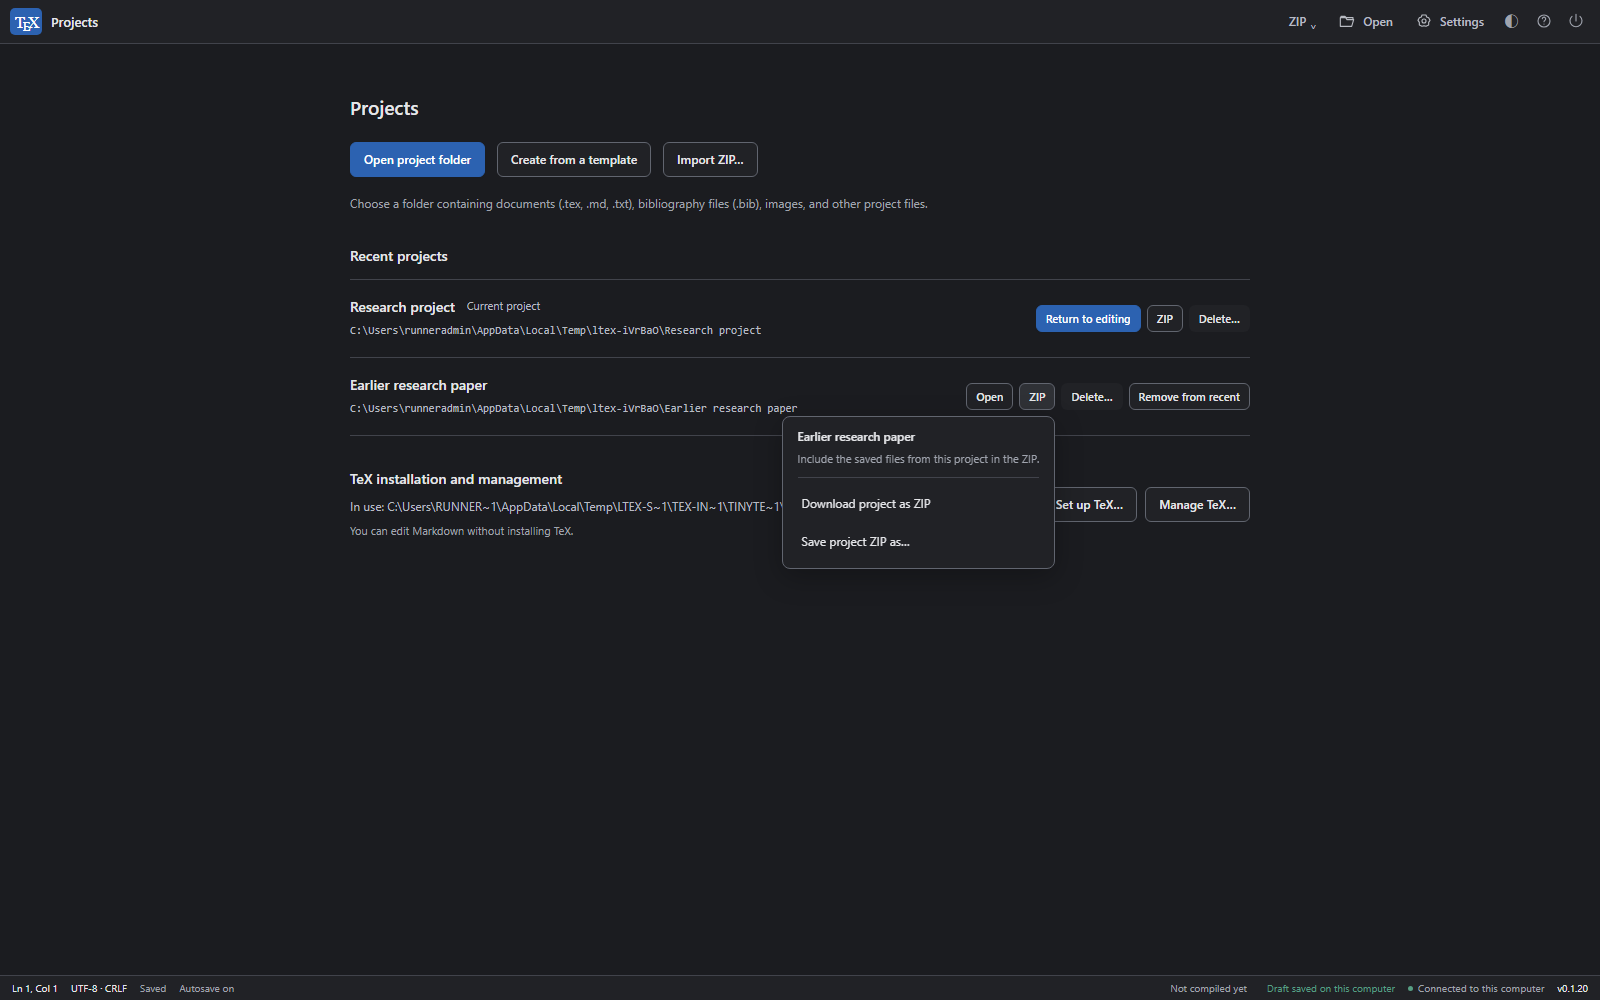 TEX Projects ZIP Open Settings
Projects
Open project folder Create from a template Import ZIP...
Choose a folder containing documents (.tex, .md, .txt), bibliography files (.bib), images, and other project files.
Recent projects
Research project Current project
C:\Users\runneradmin\AppData\Local\Temp\ltex-iVrBaO\Research project
Return to editing ZIP Delete...
Earlier research paper
C:\Users\runneradmin\AppData\Local\Temp\ltex-iVrBaO\Earlier research paper
Open ZIP Delete... Remove from recent
Earlier research paper
Include the saved files from this project in the ZIP.
Download project as ZIP
Save project ZIP as...
TeX installation and management
In use: C:\Users\RUNNER~1\AppData\Local\Temp\LTEX-S~1\TEX-IN~1\TINYTE~1\
You can edit Markdown without installing TeX.
Set up TeX... Manage TeX...
Ln 1, Col 1 UTF-8 · CRLF Saved Autosave on Not compiled yet Draft saved on this computer Connected to this computer v0.1.20